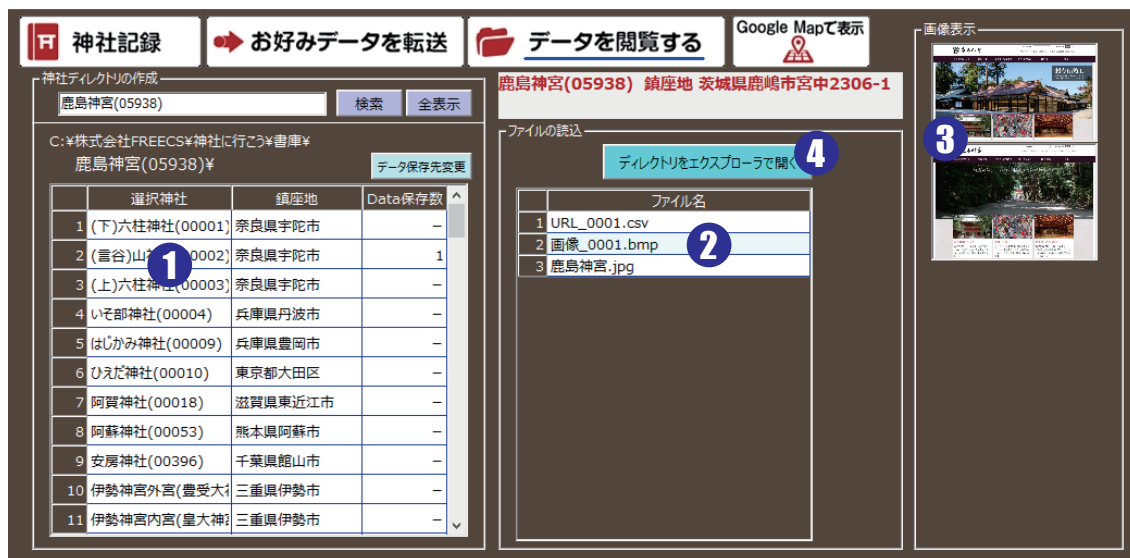 神社記録
お好みデータを転送
データを閲覧する
Google Mapで表示
神社ディレクトリの作成
鹿島神宮(05938)
検索
全表示
C:¥株式会社FREECS¥神社に行こう¥書庫¥
鹿島神宮(05938)¥
データ保存先変更
選択神社 鎮座地 Data保存数
1 (下)六柱神社(00001) 奈良県宇陀市 −
2 (言谷)山 0002) 奈良県宇陀市 1
3 (上)六柱神社(00003) 奈良県宇陀市 −
4 いそ部神社(00004) 兵庫県丹波市 −
5 はじかみ神社(00009) 兵庫県豊岡市 −
6 ひえだ神社(00010) 東京都大田区 −
7 阿賀神社(00018) 滋賀県東近江市 −
8 阿蘇神社(00053) 熊本県阿蘇市 −
9 安房神社(00396) 千葉県館山市 −
10 伊勢神宮外宮(豊受大 三重県伊勢市 −
11 伊勢神宮内宮(皇大神 三重県伊勢市 −
1
鹿島神宮(05938) 鎮座地 茨城県鹿嶋市宮中2306-1
ファイルの読込
ディレクトリをエクスプローラで開く
4
ファイル名
1 URL_0001.csv
2 画像_0001.bmp
3 鹿島神宮.jpg
2
画像表示
3